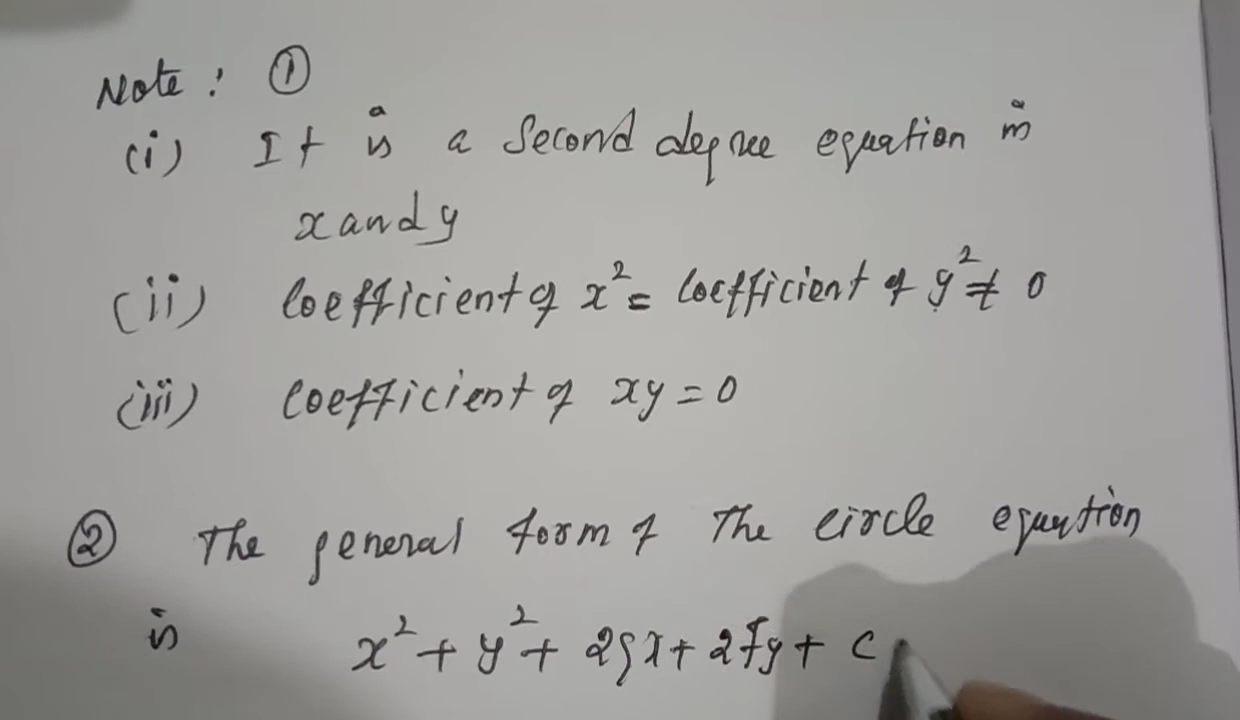 Note : ①
(i) It is a Second degree equation in
x and y
(ii) Coefficient of x² = Coefficient of y² ≠ 0
(iii) Coefficient of xy = 0
② The general form of The circle equation
is x² + y² + 2gx + 2fy + c